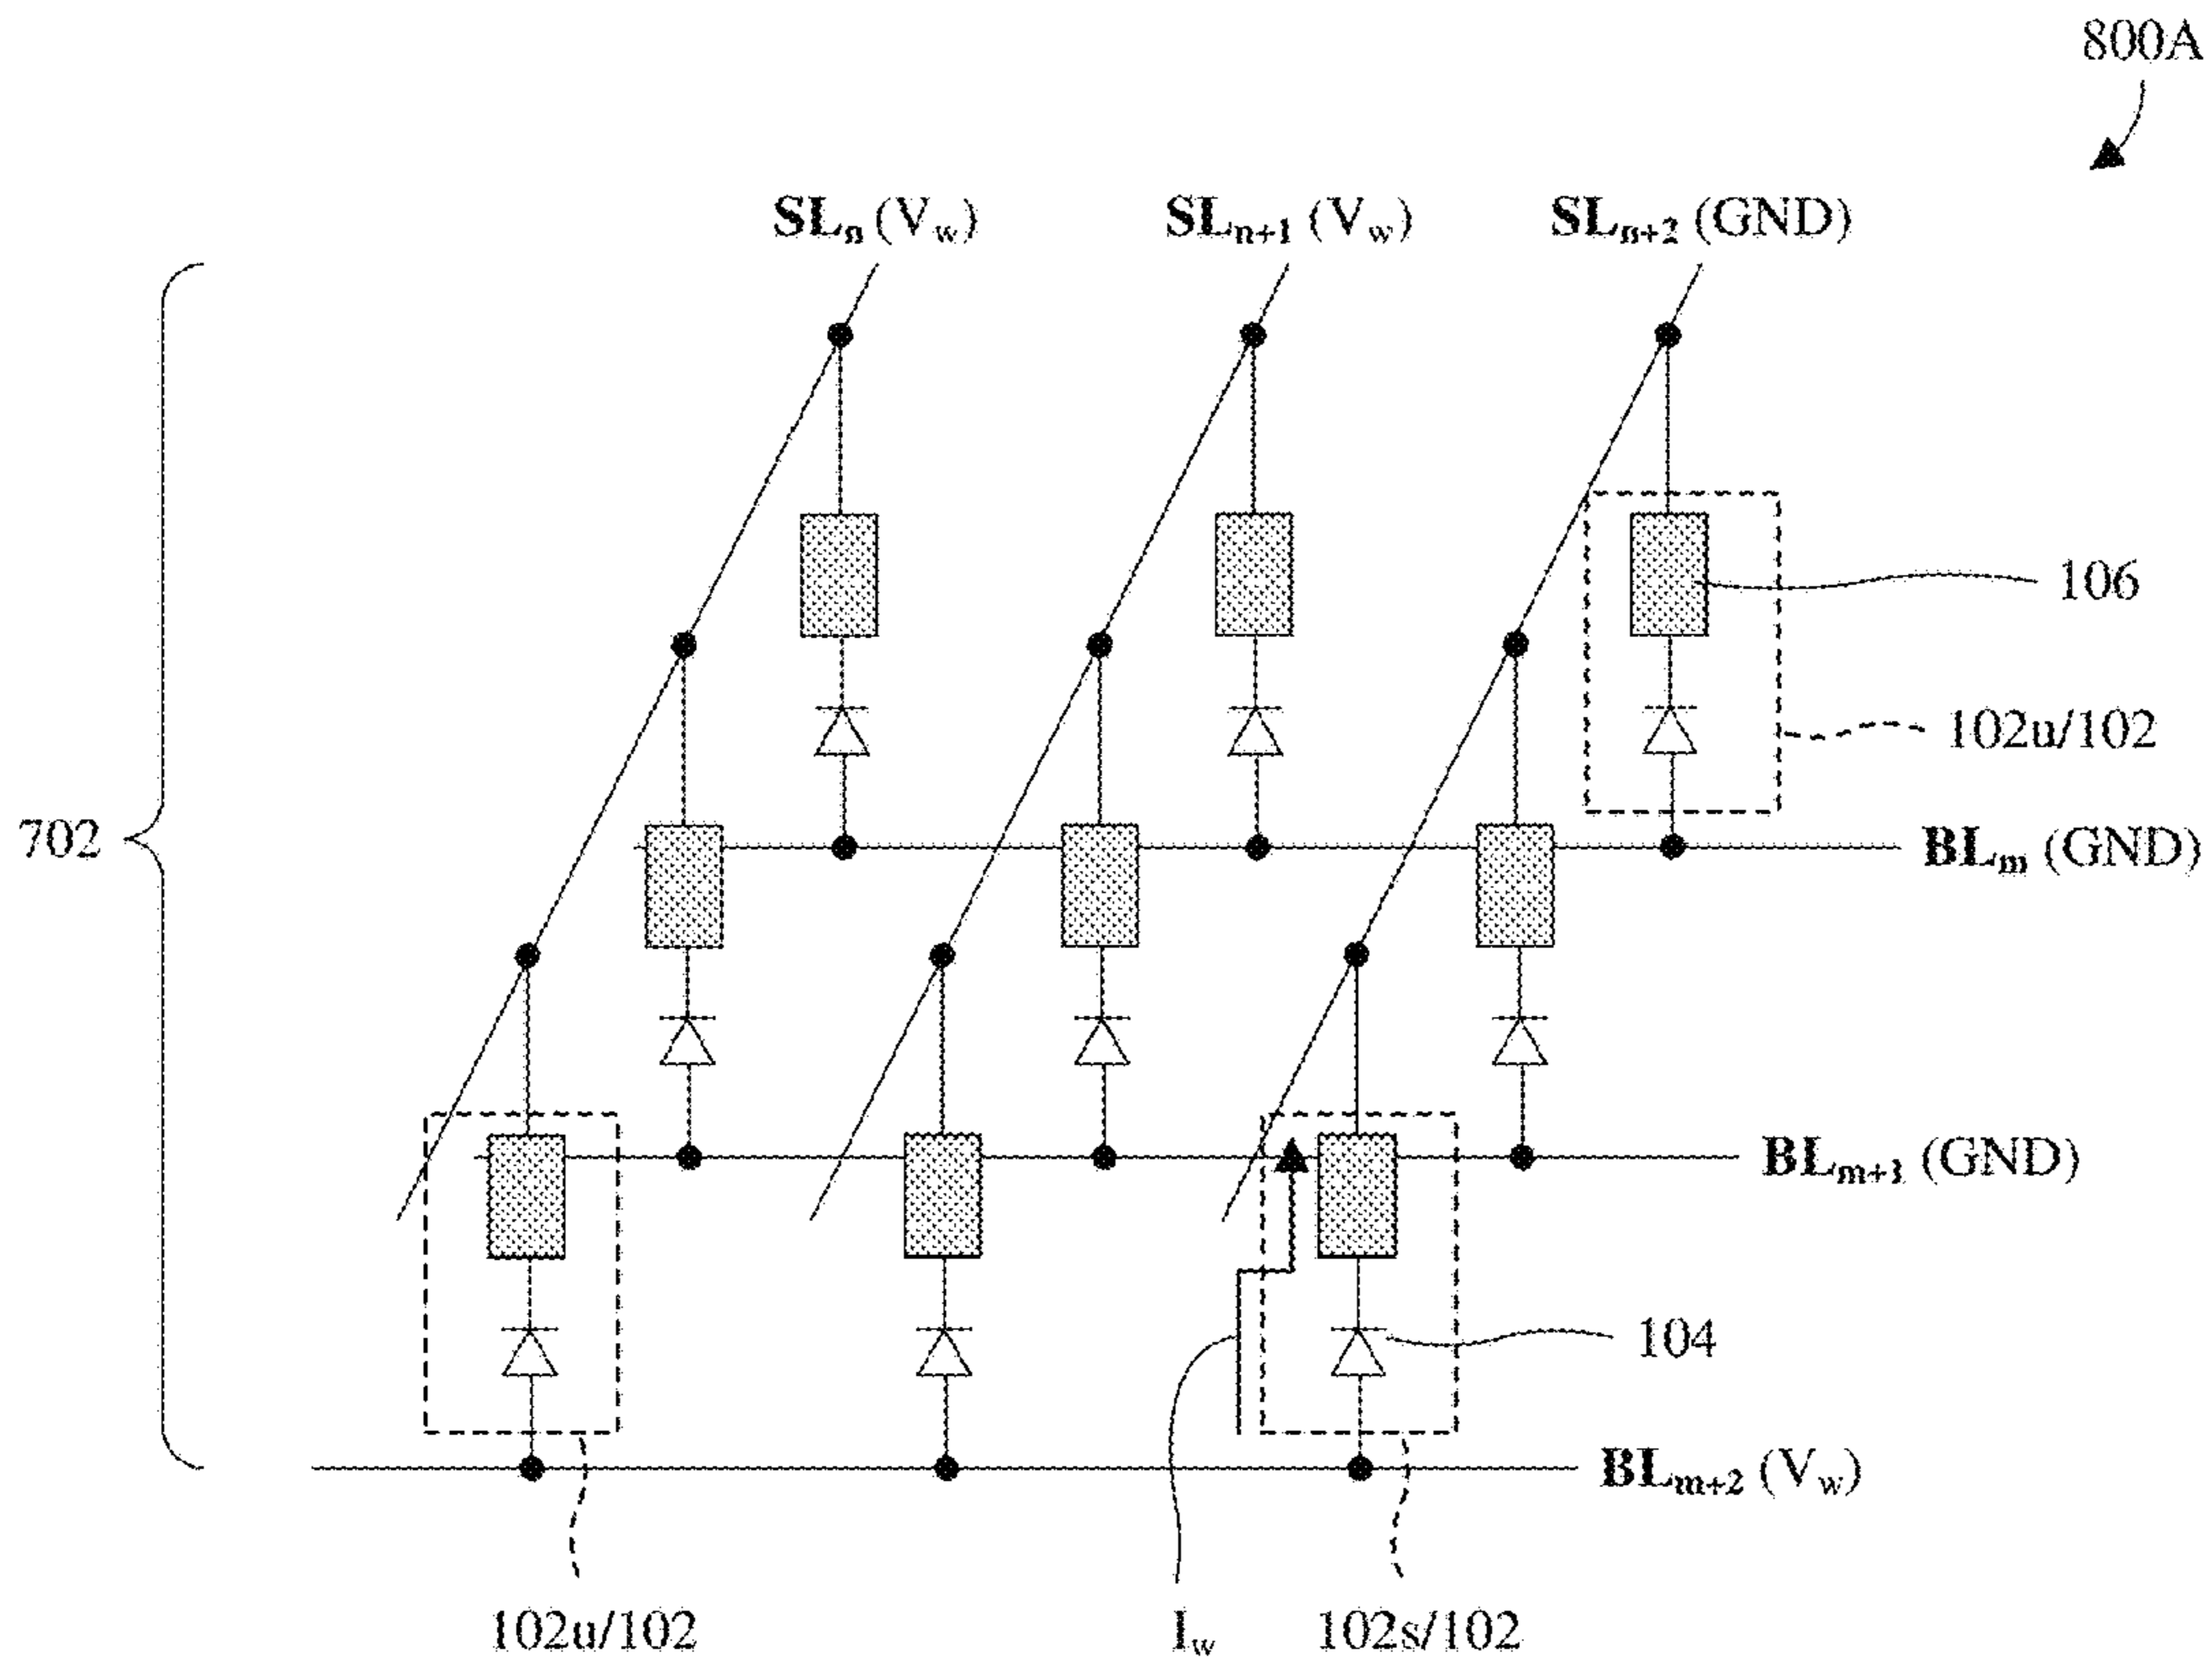 800A
SLn (Vw) SLn+1 (Vw) SLn+2 (GND)
106
102u/102
702
BLm (GND)
BLm+1 (GND)
104
BLm+2 (Vw)
102u/102 Iw 102s/102